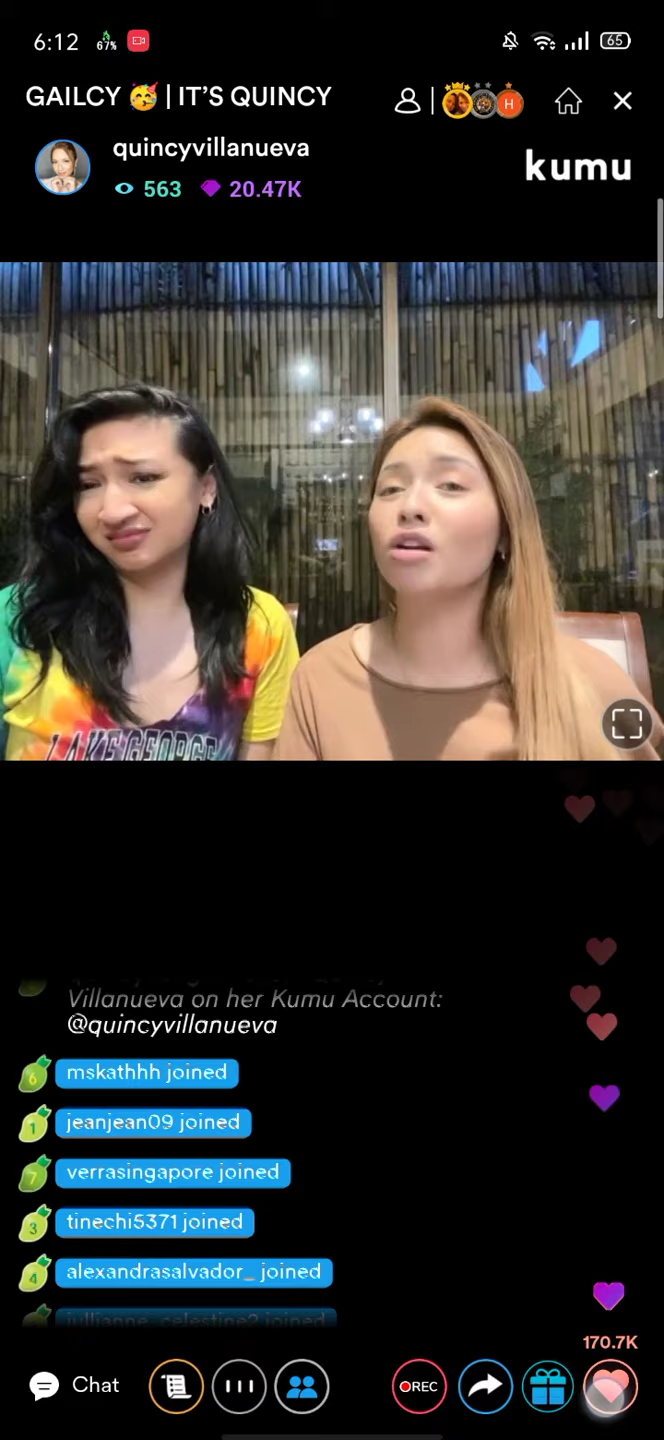 6:12
67%
65
GAILCY 🥳 | IT'S QUINCY
H
quincyvillanueva
563
20.47K
kumu
LAKE GEORGE
Villanueva on her Kumu Account:
@quincyvillanueva
6
mskathhh joined
1
jeanjean09 joined
7
verrasingapore joined
3
tinechi5371 joined
4
alexandrasalvador_ joined
170.7K
Chat
REC